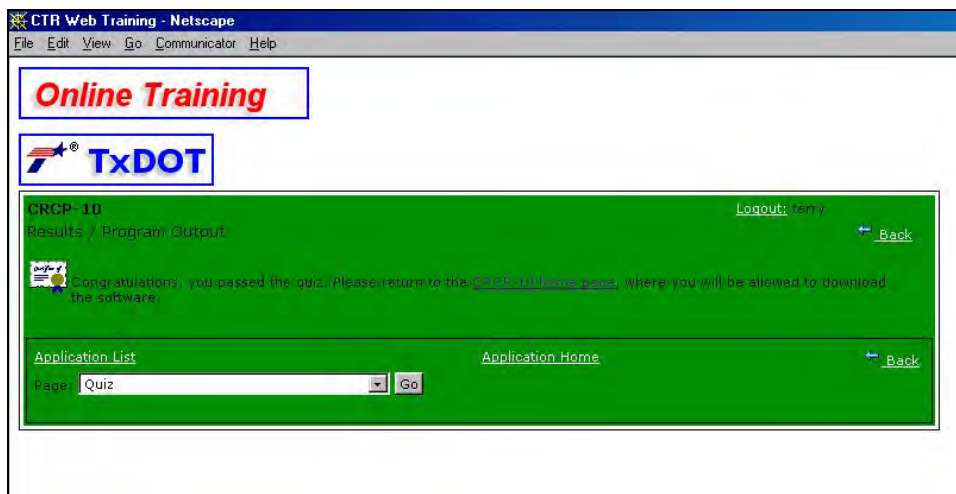 CTR Web Training - Netscape
File Edit View Go Communicator Help
Online Training
® TxDOT
CRCP-10
Logout: terry
Results / Program Output
Back
Congratulations, you passed the quiz. Please return to the CRCP-10 home page, where you will be allowed to download
the software.
Application List
Application Home
Back
Page: Quiz
Go